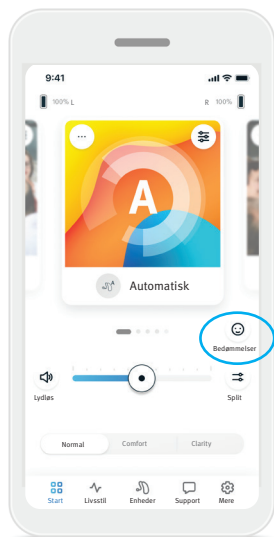 9:41
100% L
R 100%
A
Automatisk
Bedømmelser
Lydløs
Split
Normal
Comfort
Clarity
Start
Livsstil
Enheder
Support
Mere